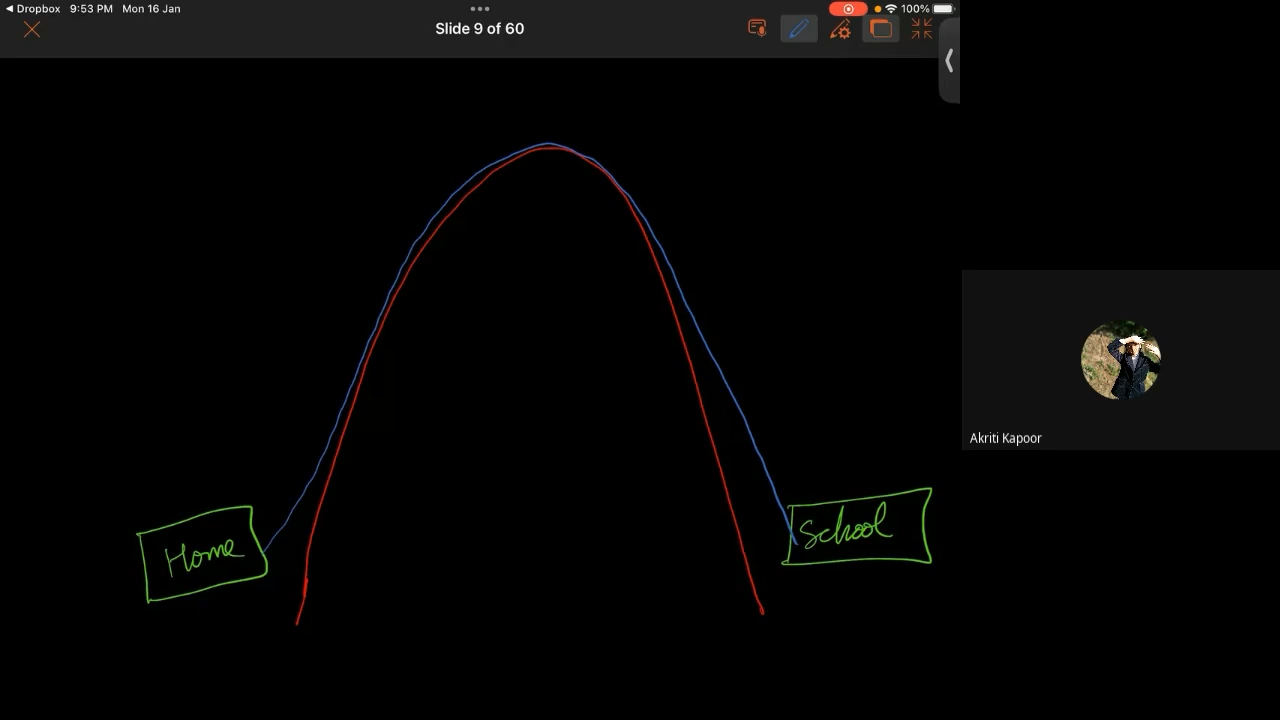 Dropbox 9:53 PM Mon 16 Jan 100%
Slide 9 of 60
Home
School
Akriti Kapoor